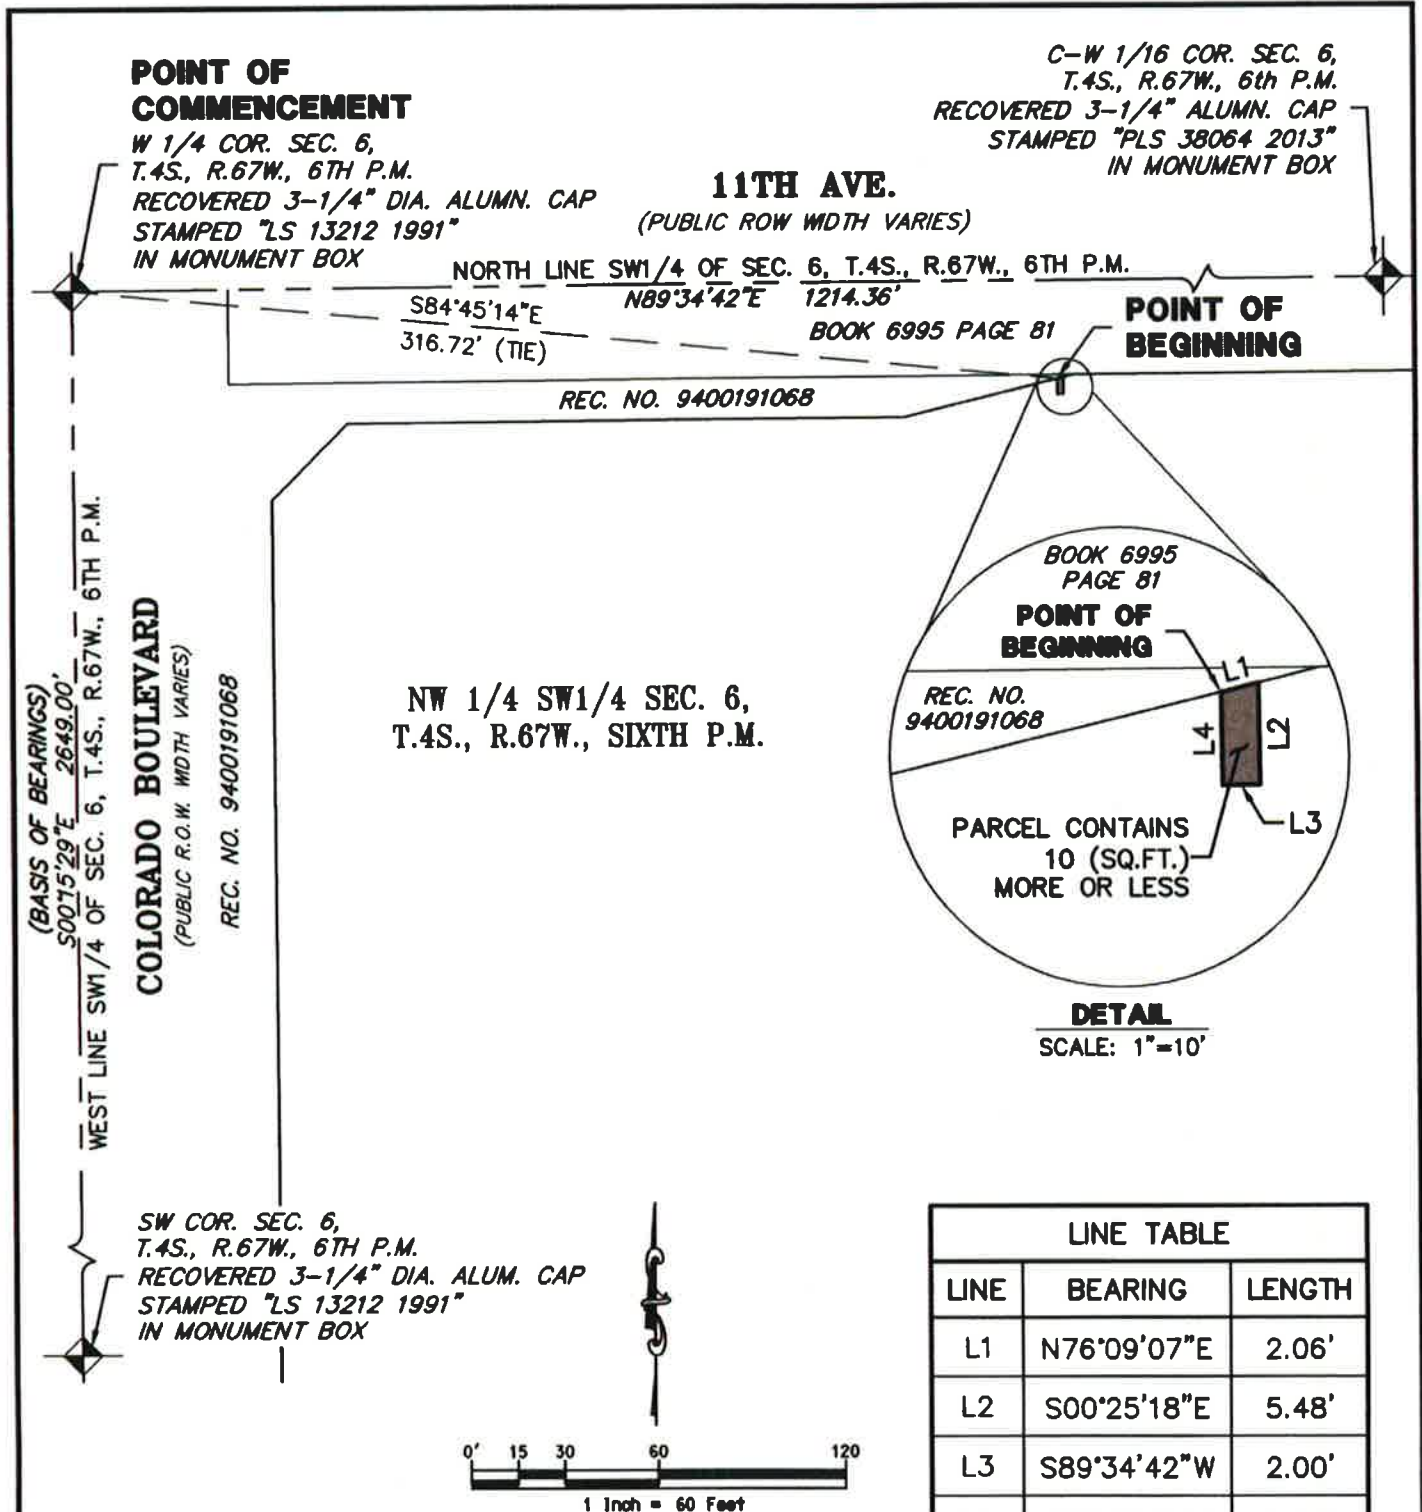 POINT OF
COMMENCEMENT
W 1/4 COR. SEC. 6,
T.4S., R.67W., 6TH P.M.
RECOVERED 3-1/4" DIA. ALUMN. CAP
STAMPED "LS 13212 1991"
IN MONUMENT BOX
C-W 1/16 COR. SEC. 6,
T.4S., R.67W., 6th P.M.
RECOVERED 3-1/4" ALUMN. CAP
STAMPED "PLS 38064 2013"
IN MONUMENT BOX
11TH AVE.
(PUBLIC ROW WIDTH VARIES)
NORTH LINE SW1/4 OF SEC. 6, T.4S., R.67W., 6TH P.M.
N89°34'42"E 1214.36'
S84°45'14"E
316.72' (TIE)
BOOK 6995 PAGE 81
POINT OF
BEGINNING
REC. NO. 9400191068
(BASIS OF BEARINGS)
S00°15'29"E 2649.00'
WEST LINE SW1/4 OF SEC. 6, T.4S., R.67W., 6TH P.M.
COLORADO BOULEVARD
(PUBLIC R.O.W. WIDTH VARIES)
REC. NO. 9400191068
NW 1/4 SW1/4 SEC. 6,
T.4S., R.67W., SIXTH P.M.
BOOK 6995
PAGE 81
POINT OF
BEGINNING
L1
REC. NO.
9400191068
L4
L2
L3
PARCEL CONTAINS
10 (SQ.FT.)
MORE OR LESS
DETAIL
SCALE: 1"=10'
SW COR. SEC. 6,
T.4S., R.67W., 6TH P.M.
RECOVERED 3-1/4" DIA. ALUM. CAP
STAMPED "LS 13212 1991"
IN MONUMENT BOX
0' 15 30 60 120
1 Inch = 60 Feet
LINE TABLE
LINE BEARING LENGTH
L1 N76°09'07"E 2.06'
L2 S00°25'18"E 5.48'
L3 S89°34'42"W 2.00'